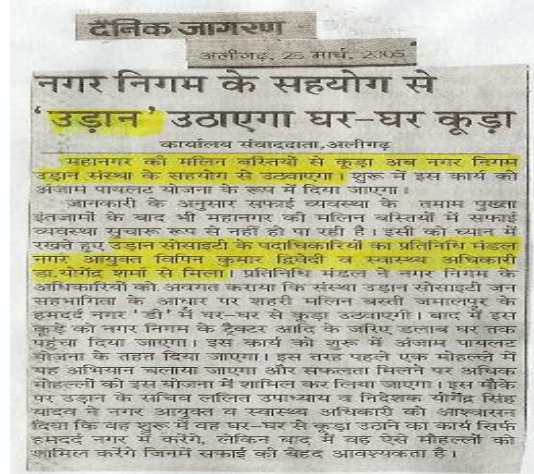 दैनिक जागरण
अलीगढ़, 25 मार्च, 2005
नगर निगम के सहयोग से
‘उड़ान’ उठाएगा घर-घर कूड़ा
कार्यालय संवाददाता, अलीगढ़
महानगर की मलिन बस्तियों से कूड़ा अब नगर निगम
उड़ान संस्था के सहयोग से उठवाएगा। शुरू में इस कार्य को
अंजाम पायलट योजना के रूप में दिया जाएगा।
जानकारी के अनुसार सफाई व्यवस्था के तमाम पुख्ता
इंतजामों के बाद भी महानगर की मलिन बस्तियों में सफाई
व्यवस्था सुचारू रूप से नहीं हो पा रही है। इसी को ध्यान में
रखते हुए उड़ान सोसाइटी के पदाधिकारियों का प्रतिनिधि मंडल
नगर आयुक्त विपिन कुमार द्विवेदी व स्वास्थ्य अधिकारी
डा.योगेंद्र शर्मा से मिला। प्रतिनिधि मंडल ने नगर निगम के
अधिकारियों को अवगत कराया कि संस्था उड़ान सोसाइटी जन
सहभागिता के आधार पर शहरी मलिन बस्ती जमालपुर के
हमदर्द नगर 'डी' में घर-घर से कूड़ा उठवाएगी। बाद में इस
कूड़े को नगर निगम के ट्रैक्टर आदि के जरिए डलाब घर तक
पहुंचा दिया जाएगा। इस कार्य को शुरू में अंजाम पायलट
योजना के तहत दिया जाएगा। इस तरह पहले एक मोहल्ले में
यह अभियान चलाया जाएगा और सफलता मिलने पर अधिक
मोहल्लों को इस योजना में शामिल कर लिया जाएगा। इस मौके
पर उड़ान के सचिव ललित उपाध्याय व निदेशक योगेंद्र सिंह
यादव ने नगर आयुक्त व स्वास्थ्य अधिकारी को आश्वासन
दिया कि वह शुरू में वह घर-घर से कूड़ा उठाने का कार्य सिर्फ
हमदर्द नगर में करेंगे, लेकिन बाद में वह ऐसे मोहल्लों को
शामिल करेंगे जिनमें सफाई की बेहद आवश्यकता है।